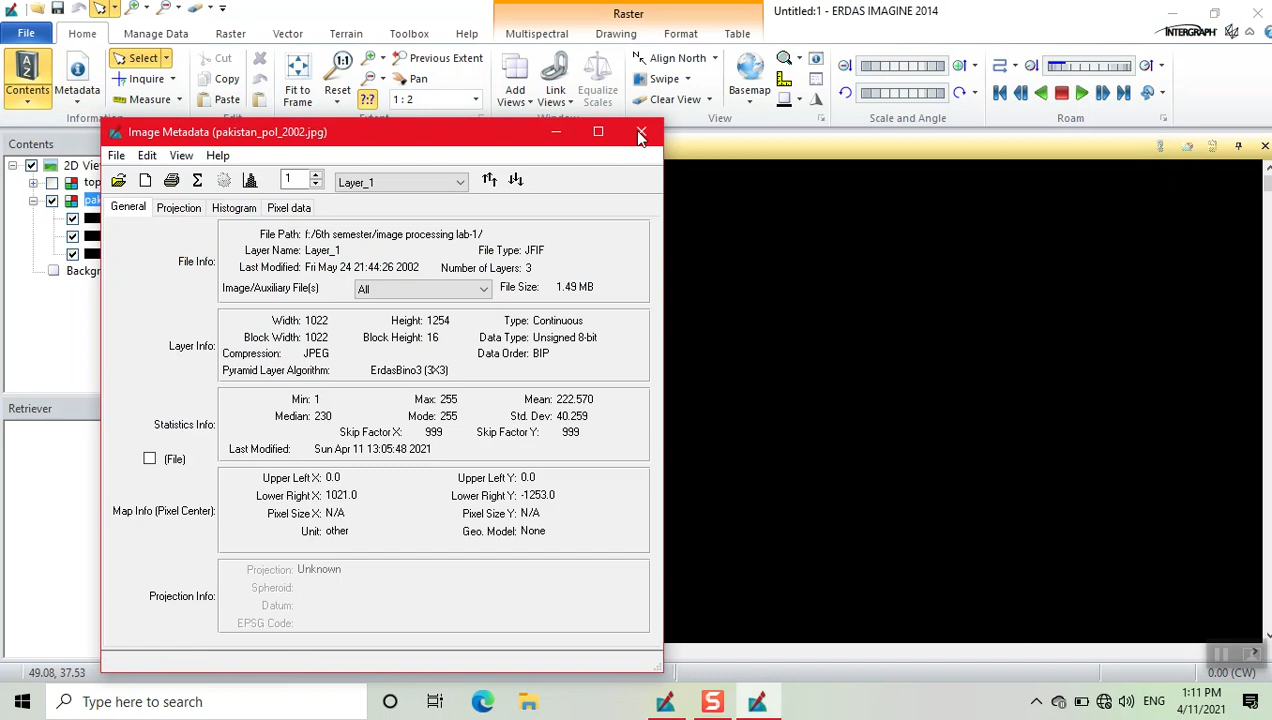 Raster
Untitled:1 - ERDAS IMAGINE 2014
File Home Manage Data Raster Vector Terrain Toolbox Help Multispectral Drawing Format Table INTERGRAPH
Contents
Metadata
Select
Inquire
Measure
Information
Cut
Copy
Paste
Edit
Fit to Frame
Reset
1:1
Previous Extent
Pan
1 : 2
Add Views
Link Views
Equalize Scales
Window
Align North
Swipe
Clear View
Basemap
View
Scale and Angle
Roam
Contents
2D Vie
top
pak
Backg
Retriever
Image Metadata (pakistan_pol_2002.jpg)
File Edit View Help
1 Layer_1
General Projection Histogram Pixel data
File Info:
File Path: f:/6th semester/image processing lab-1/
Layer Name: Layer_1 File Type: JFIF
Last Modified: Fri May 24 21:44:26 2002 Number of Layers: 3
Image/Auxiliary File(s) All File Size: 1.49 MB
Layer Info:
Width: 1022 Height: 1254 Type: Continuous
Block Width: 1022 Block Height: 16 Data Type: Unsigned 8-bit
Compression: JPEG Data Order: BIP
Pyramid Layer Algorithm: ErdasBino3 (3X3)
Statistics Info:
Min: 1 Max: 255 Mean: 222.570
Median: 230 Mode: 255 Std. Dev: 40.259
Skip Factor X: 999 Skip Factor Y: 999
Last Modified: Sun Apr 11 13:05:48 2021
(File)
Map Info (Pixel Center):
Upper Left X: 0.0 Upper Left Y: 0.0
Lower Right X: 1021.0 Lower Right Y: -1253.0
Pixel Size X: N/A Pixel Size Y: N/A
Unit: other Geo. Model: None
Projection Info:
Projection: Unknown
Spheroid:
Datum:
EPSG Code:
49.08, 37.53 0.00 (CW)
Type here to search
ENG
1:11 PM
4/11/2021